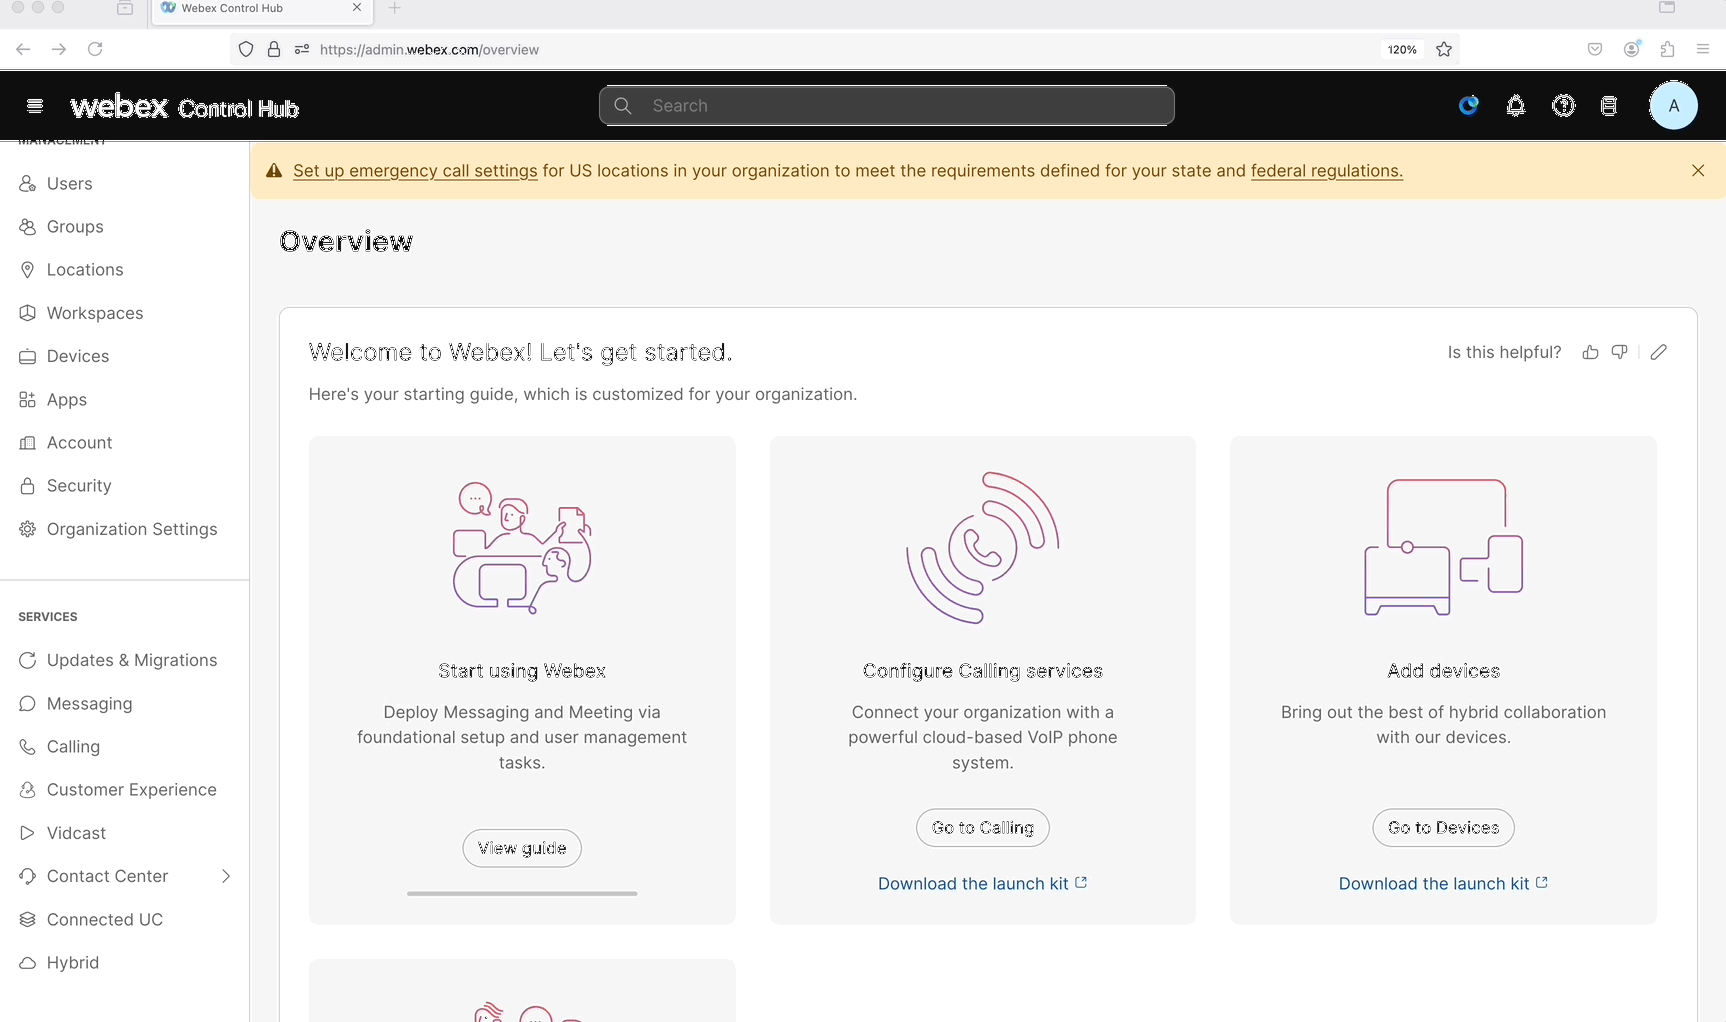 Webex Control Hub
https://admin.webex.com/overview
120%
webex Control Hub
Search
A
MANAGEMENT
Users
Groups
Locations
Workspaces
Devices
Apps
Account
Security
Organization Settings
SERVICES
Updates & Migrations
Messaging
Calling
Customer Experience
Vidcast
Contact Center
Connected UC
Hybrid
Set up emergency call settings for US locations in your organization to meet the requirements defined for your state and federal regulations.
Overview
Welcome to Webex! Let's get started.
Is this helpful?
Here's your starting guide, which is customized for your organization.
Start using Webex
Deploy Messaging and Meeting via
foundational setup and user management
tasks.
View guide
Configure Calling services
Connect your organization with a
powerful cloud-based VoIP phone
system.
Go to Calling
Download the launch kit
Add devices
Bring out the best of hybrid collaboration
with our devices.
Go to Devices
Download the launch kit